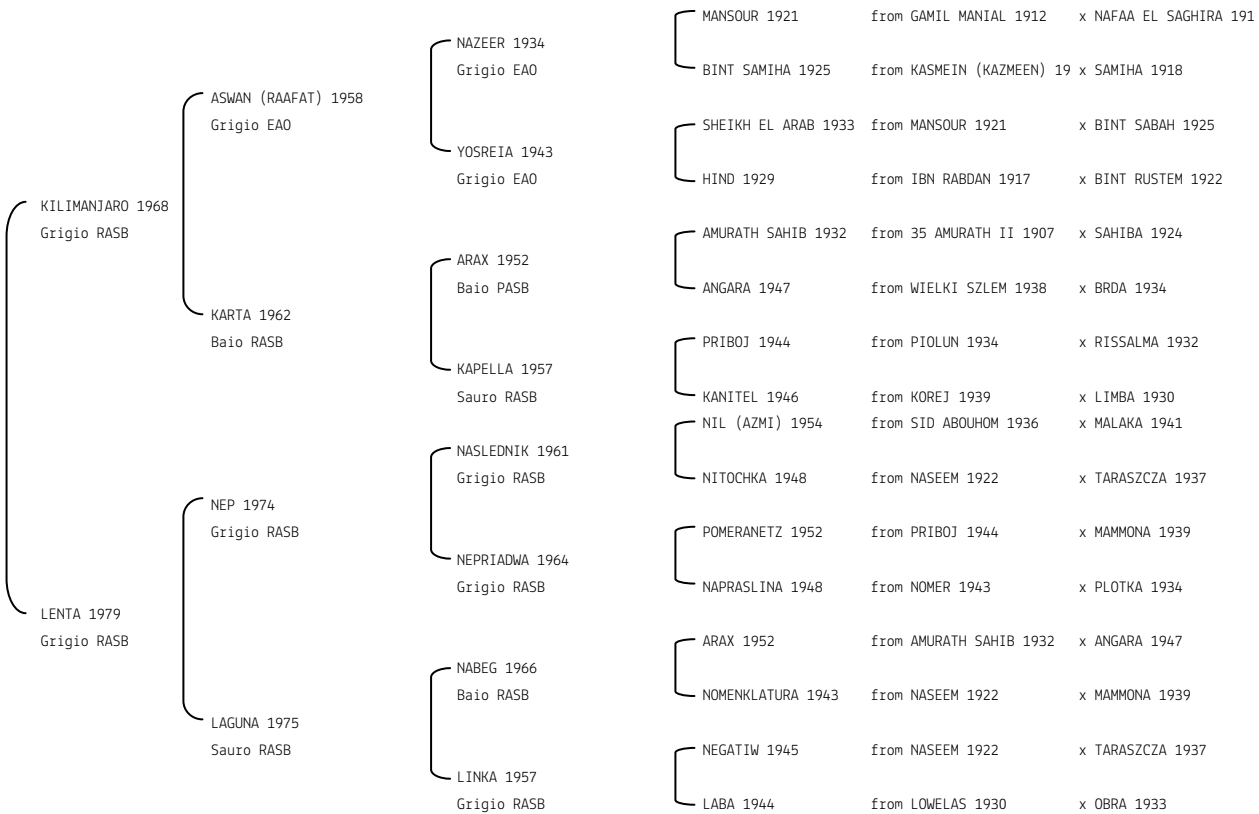 MANSOUR 1921 from GAMIL MANIAL 1912 x NAFAA EL SAGHIRA 191
NAZEER 1934
Grigio EAO
BINT SAMIHA 1925 from KASMEIN (KAZMEEN) 19 x SAMIHA 1918
ASWAN (RAAFAT) 1958
Grigio EAO
SHEIKH EL ARAB 1933 from MANSOUR 1921 x BINT SABAH 1925
YOSREIA 1943
Grigio EAO
HIND 1929 from IBN RABDAN 1917 x BINT RUSTEM 1922
KILIMANJARO 1968
Grigio RASB
AMURATH SAHIB 1932 from 35 AMURATH II 1907 x SAHIBA 1924
ARAX 1952
Baio PASB
ANGARA 1947 from WIELKI SZLEM 1938 x BRDA 1934
KARTA 1962
Baio RASB
PRIBOJ 1944 from PIOLUN 1934 x RISSALMA 1932
KAPELLA 1957
Sauro RASB
KANITEL 1946 from KOREJ 1939 x LIMBA 1930
NIL (AZMI) 1954 from SID ABOUHOM 1936 x MALAKA 1941
NASLEDNIK 1961
Grigio RASB
NITOCHKA 1948 from NASEEM 1922 x TARASZCZA 1937
NEP 1974
Grigio RASB
POMERANETZ 1952 from PRIBOJ 1944 x MAMMONA 1939
NEPRIADWA 1964
Grigio RASB
NAPRASLINA 1948 from NOMER 1943 x PLOTKA 1934
LENTA 1979
Grigio RASB
ARAX 1952 from AMURATH SAHIB 1932 x ANGARA 1947
NABEG 1966
Baio RASB
NOMENKLATURA 1943 from NASEEM 1922 x MAMMONA 1939
LAGUNA 1975
Sauro RASB
NEGATIW 1945 from NASEEM 1922 x TARASZCZA 1937
LINKA 1957
Grigio RASB
LABA 1944 from LOWELAS 1930 x OBRA 1933